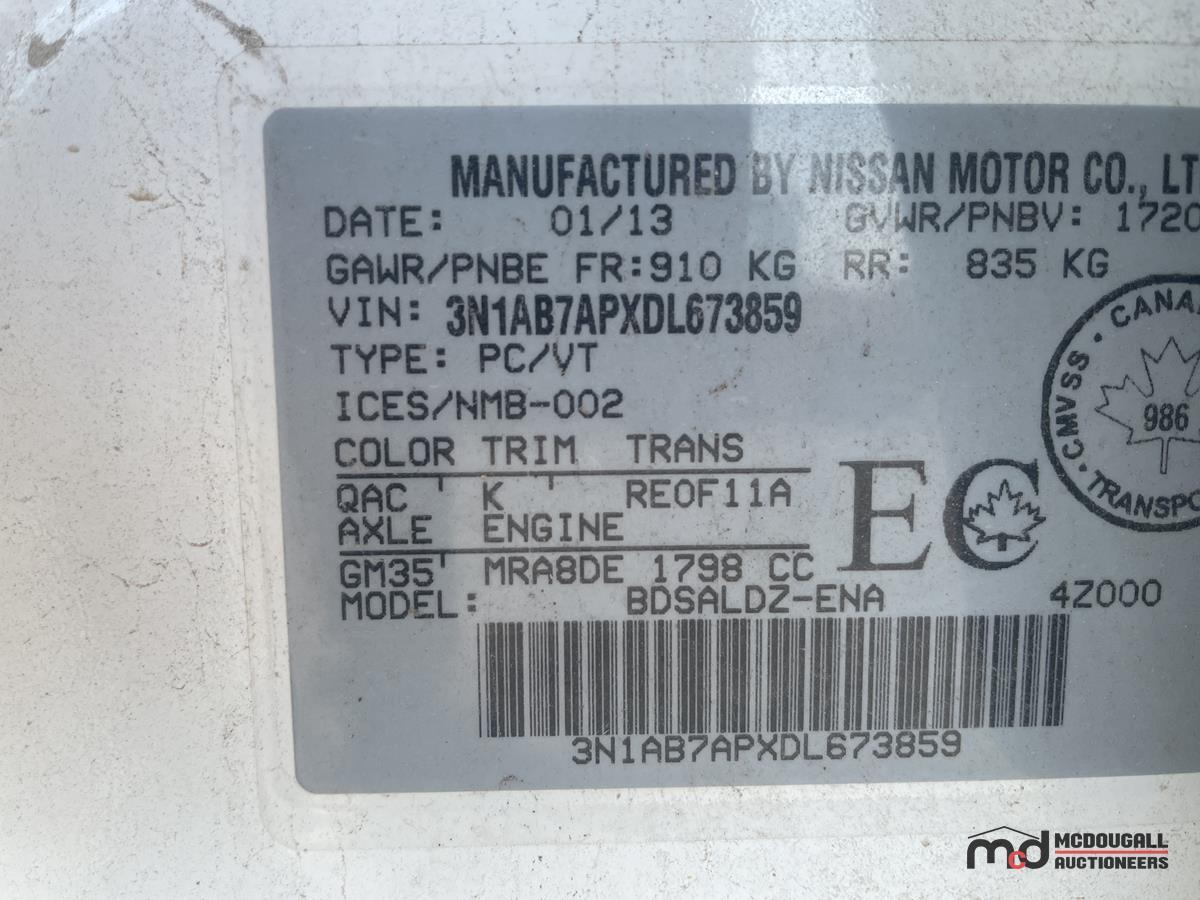 MANUFACTURED BY NISSAN MOTOR CO., LT
DATE: 01/13 GVWR/PNBV: 1720
GAWR/PNBE FR:910 KG RR: 835 KG
VIN: 3N1AB7APXDL673859
TYPE: PC/VT
ICES/NMB-002
COLOR TRIM TRANS
QAC K RE0F11A
AXLE ENGINE
GM35 MRA8DE 1798 CC
MODEL: BDSALDZ-ENA 4Z000
3N1AB7APXDL673859
EC
CMVSS • CANA
986
TRANSPO
mcd MCDOUGALL
AUCTIONEERS